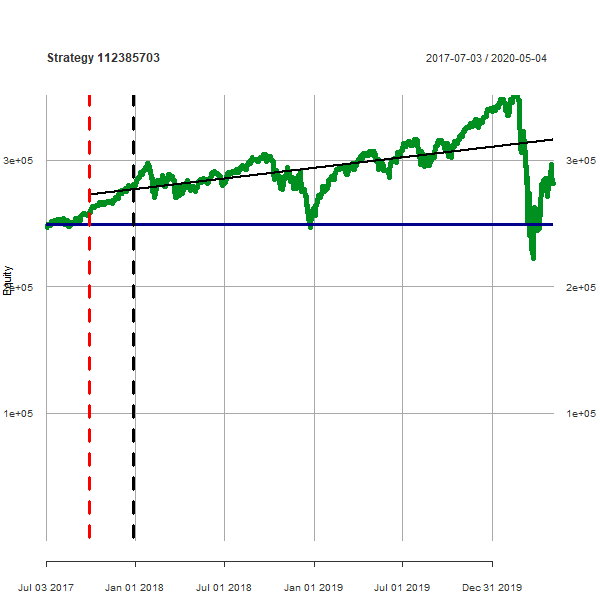 Strategy 112385703
2017-07-03 / 2020-05-04
3e+05
3e+05
Equity
2e+05
2e+05
1e+05
1e+05
Jul 03 2017
Jan 01 2018
Jul 01 2018
Jan 01 2019
Jul 01 2019
Dec 31 2019